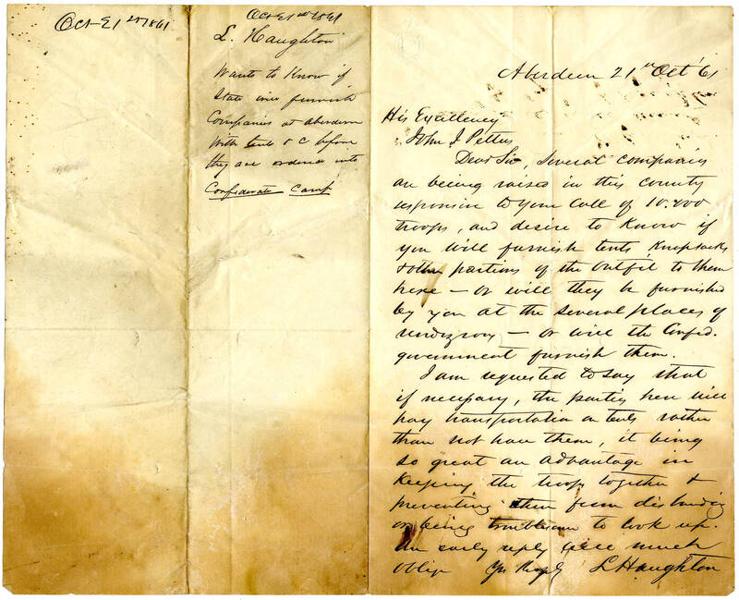 Oct 21st 1861
Oct 21st 1861
L. Haughton
Wants to Know if
State will furnish
Companies at Aberdeen
With tents &c before
they are ordered into
Confederate Camp
Aberdeen 21st Oct '61
His Excellency
John J Pettus
Dear Sir, Several companies
are being raised in this county
responsive to your Call of 10.000
troops, and desire to Know if
you will furnish tents, Knapsacks
& other portions of the outfit to them
here – or will they be furnished
by you at the several places of
rendezvous – or will the Confed.
government furnish them.
I am requested to say that
if necessary, the parties here will
pay transportation on tents rather
than not have them, it being
so great an advantage in
Keeping the troops together &
preventing them from disbanding
or being troublesome to look up.
An early reply will much
Oblige Yr L Haughton